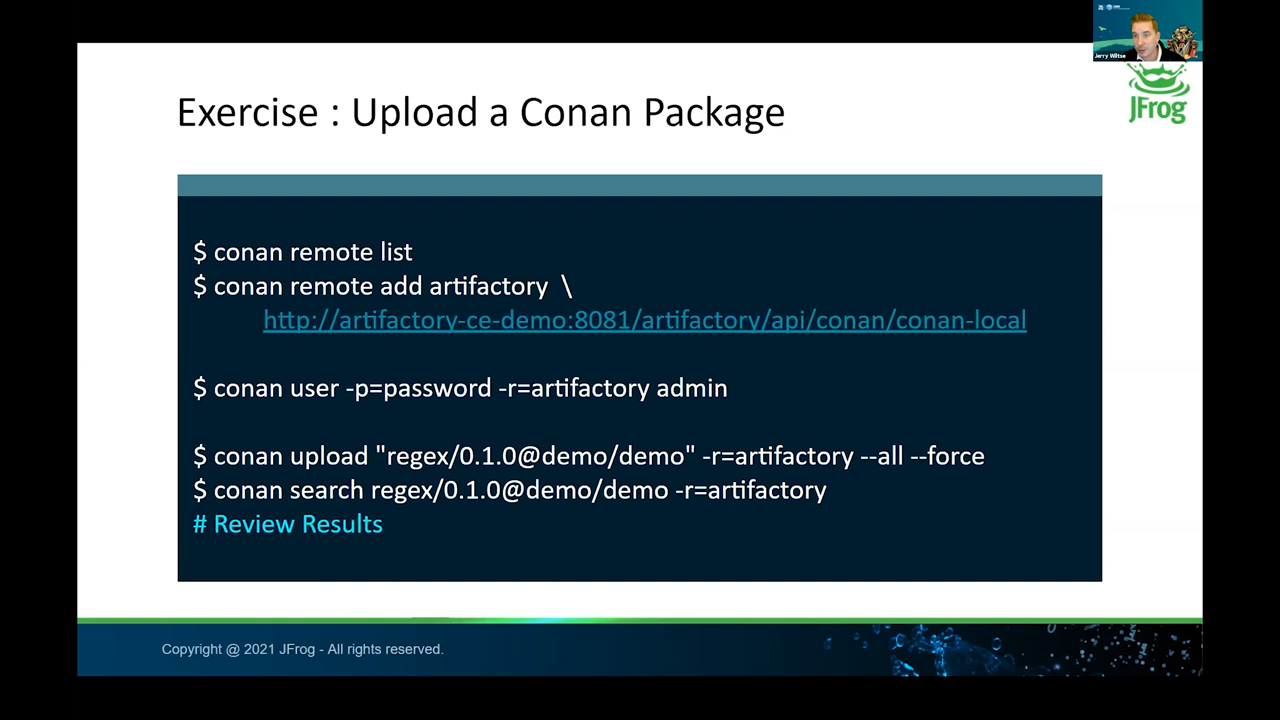 Jerry Wiltse
JFrog
Exercise : Upload a Conan Package
$ conan remote list
$ conan remote add artifactory \
http://artifactory-ce-demo:8081/artifactory/api/conan/conan-local
$ conan user -p=password -r=artifactory admin
$ conan upload "regex/0.1.0@demo/demo" -r=artifactory --all --force
$ conan search regex/0.1.0@demo/demo -r=artifactory
# Review Results
Copyright @ 2021 JFrog - All rights reserved.